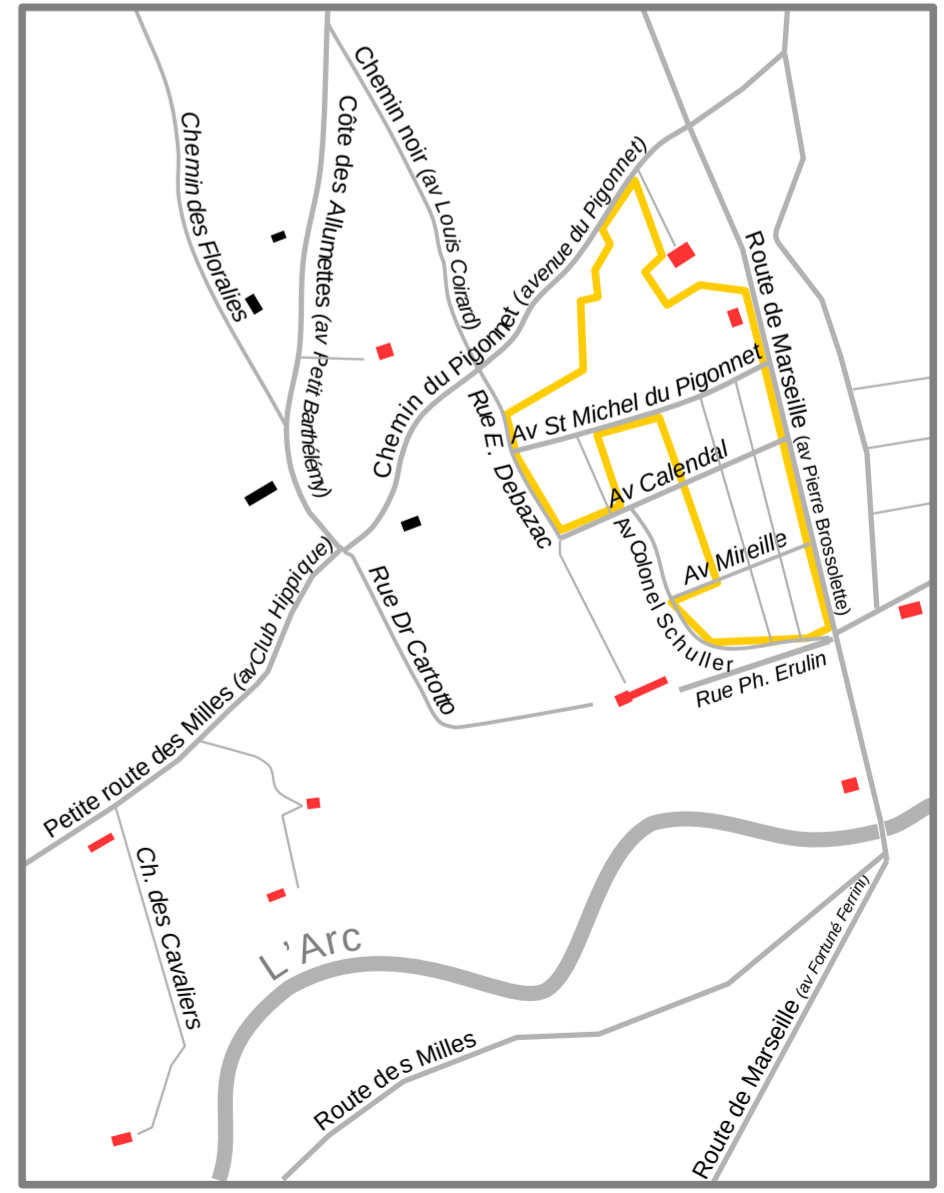 Chemin des Floralies
Côte des Allumettes (av Petit Barthélémy)
Chemin noir (av Louis Coirard)
Chemin du Pigonnet (avenue du Pigonnet)
Route de Marseille (av Pierre Brossolette)
Rue E. Debazac
Av St Michel du Pigonnet
Av Calendal
Av Colonel Schuller
Av Mireille
Rue Ph. Erulin
Rue Dr Cartotto
Petite route des Milles (av Club Hippique)
Ch. des Cavaliers
L'Arc
Route des Milles
Route de Marseille (av Fortuné Ferrini)